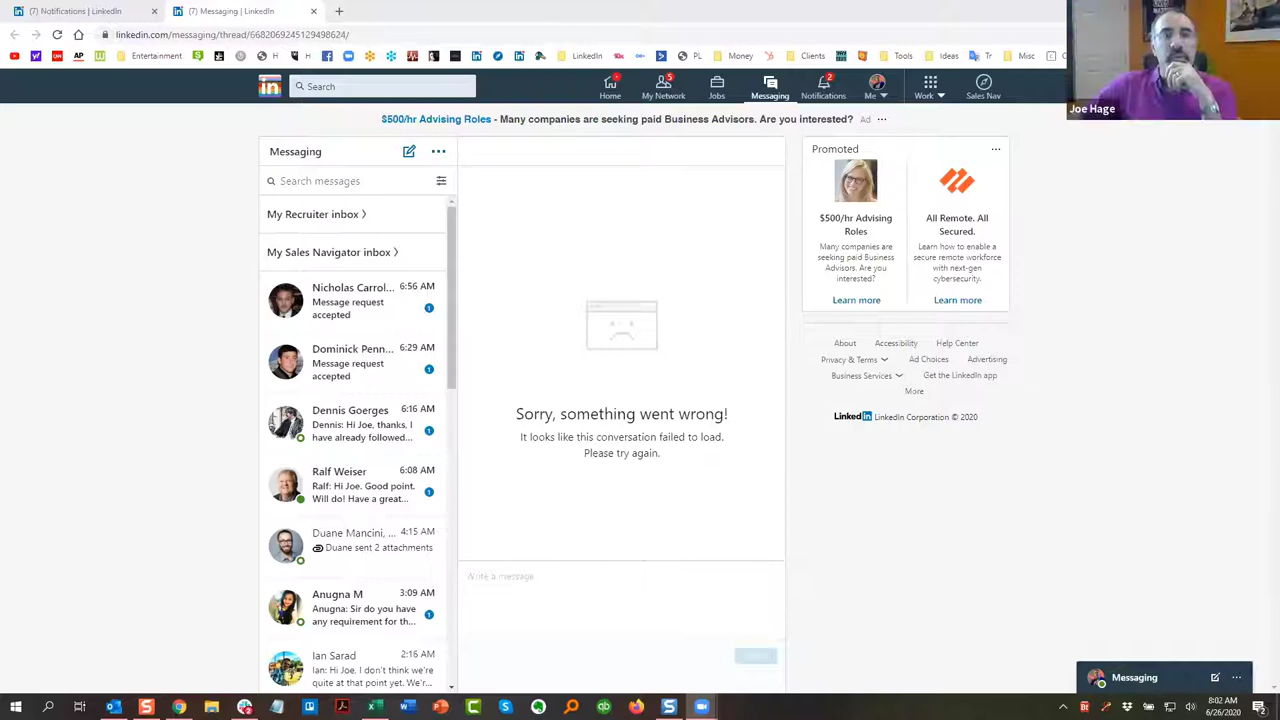 (7) Notifications | LinkedIn
(7) Messaging | LinkedIn
linkedin.com/messaging/thread/6682069245129498624/
Entertainment
LinkedIn
PL
Money
Clients
Tools
Ideas
Tr
Misc
Search
Home
5
My Network
Jobs
Messaging
2
Notifications
Me
Work
Sales Nav
Joe Hage
$500/hr Advising Roles - Many companies are seeking paid Business Advisors. Are you interested? Ad
Messaging
Search messages
My Recruiter inbox
My Sales Navigator inbox
Nicholas Carrol... 6:56 AM
Message request
accepted
1
Dominick Penn... 6:29 AM
Message request
accepted
1
Dennis Goerges 6:16 AM
Dennis: Hi Joe, thanks, I
have already followed...
1
Ralf Weiser 6:08 AM
Ralf: Hi Joe. Good point.
Will do! Have a great...
1
Duane Mancini, ... 4:15 AM
Duane sent 2 attachments
Anugna M 3:09 AM
Anugna: Sir do you have
any requirement for th...
1
Ian Sarad 2:16 AM
Ian: Hi Joe, I don't think we're
quite at that point yet. I'm...
Sorry, something went wrong!
It looks like this conversation failed to load.
Please try again.
Write a message
Promoted
$500/hr Advising
Roles
Many companies are
seeking paid Business
Advisors. Are you
interested?
Learn more
All Remote. All
Secured.
Learn how to enable a
secure remote workforce
with next-gen
cybersecurity.
Learn more
About Accessibility Help Center
Privacy & Terms Ad Choices Advertising
Business Services Get the LinkedIn app
More
LinkedIn LinkedIn Corporation © 2020
Messaging
8:02 AM
6/26/2020